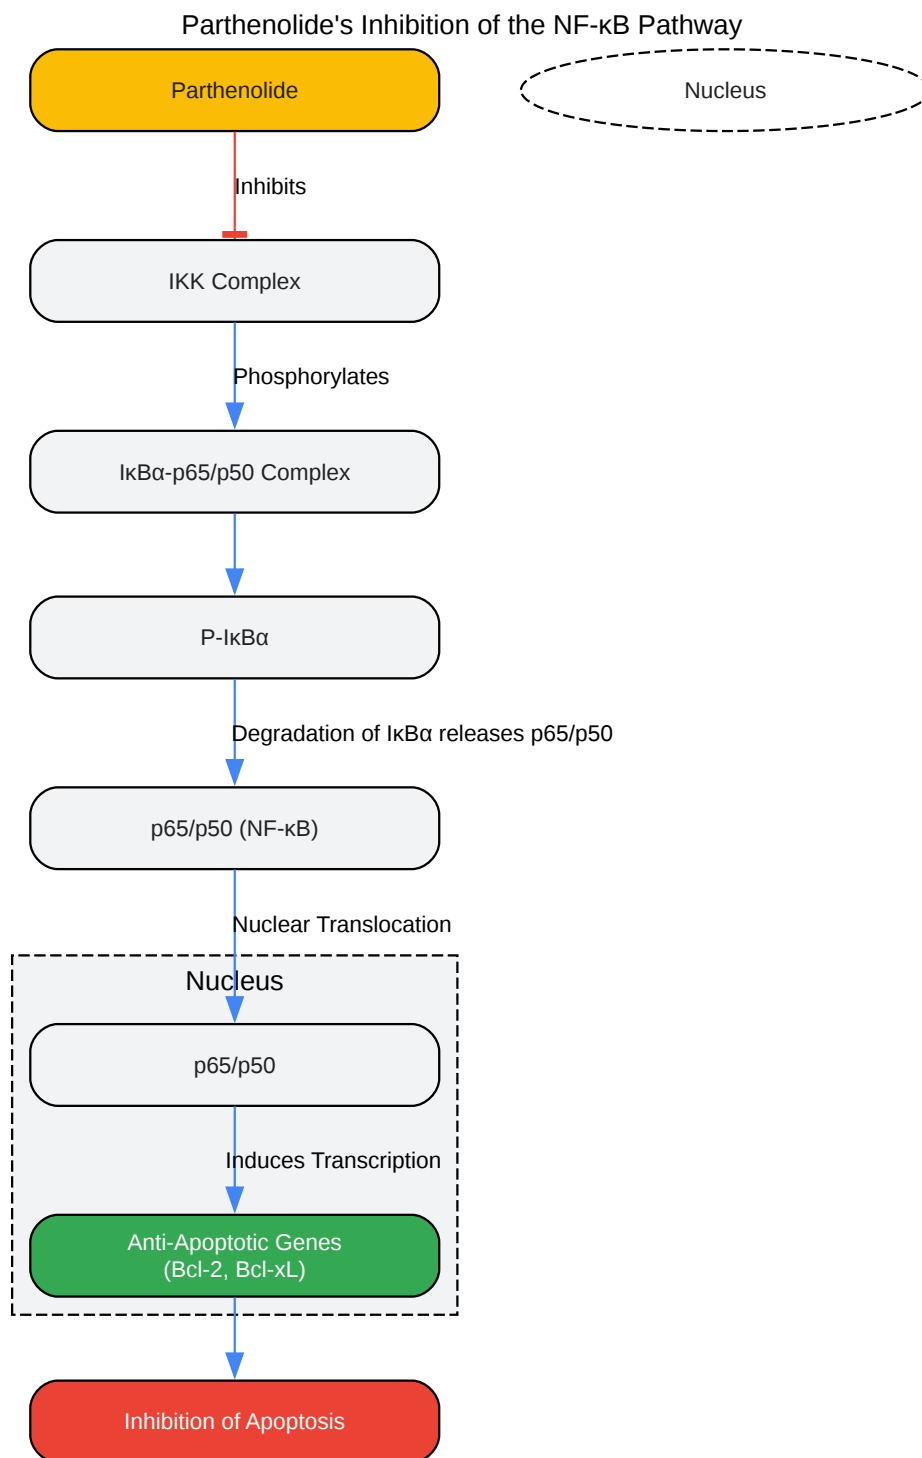 Parthenolide's Inhibition of the NF-κB Pathway
Parthenolide
Nucleus
Inhibits
IKK Complex
Phosphorylates
IκBα-p65/p50 Complex
P-IκBα
Degradation of IκBα releases p65/p50
p65/p50 (NF-κB)
Nuclear Translocation
Nucleus
p65/p50
Induces Transcription
Anti-Apoptotic Genes
(Bcl-2, Bcl-xL)
Inhibition of Apoptosis